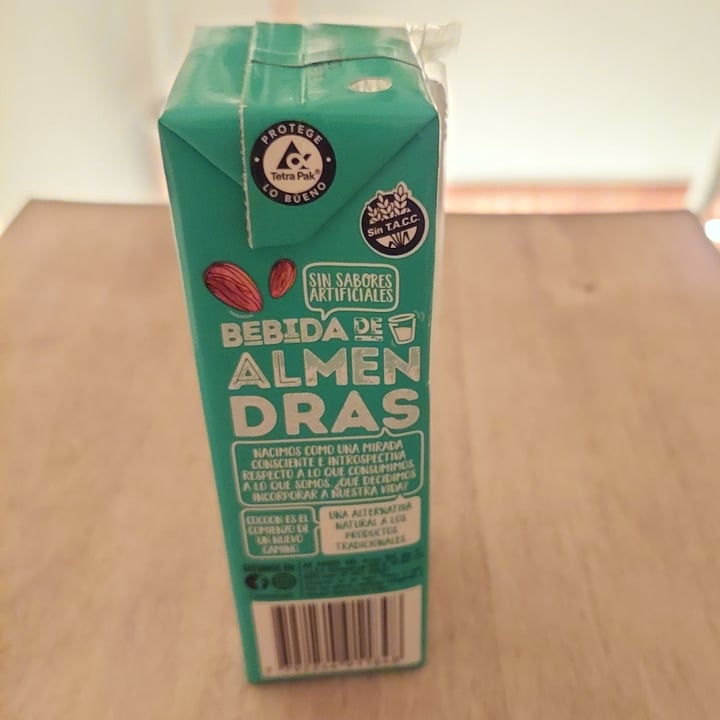 PROTEGE
Tetra Pak®
LO BUENO
Sin T.A.C.C.
SIN SABORES
ARTIFICIALES
BEBIDA DE
ALMEN
DRAS
NACIMOS COMO UNA MIRADA
CONSCIENTE E INTROSPECTIVA
RESPECTO A LO QUE CONSUMIMOS,
A LO QUE SOMOS. ¿QUE DECIDIMOS
INCORPORAR A NUESTRA VIDA?
COCOON ES EL
COMIENZO DE
UN NUEVO
CAMINO
UNA ALTERNATIVA
NATURAL A LOS
PRODUCTOS
TRADICIONALES